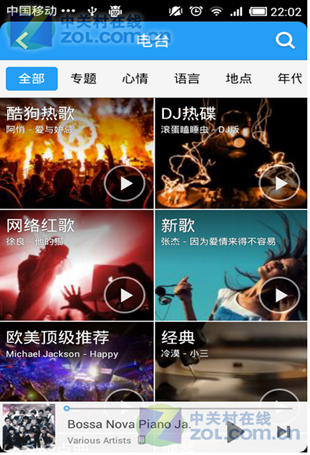 中国移动
22:02
中关村在线
zol.com.cn
电台
全部 专题 心情 语言 地点 年代
酷狗热歌
阿悄 - 爱与妒忌
DJ热碟
滚蛋瞌睡虫 - DJ版
网络红歌
徐良 - 他的猫
新歌
张杰 - 因为爱情来得不容易
欧美顶级推荐
Michael Jackson - Happy
经典
冷漠 - 小三
Bossa Nova Piano Ja.
Various Artists
中关村在线
zol.com.cn